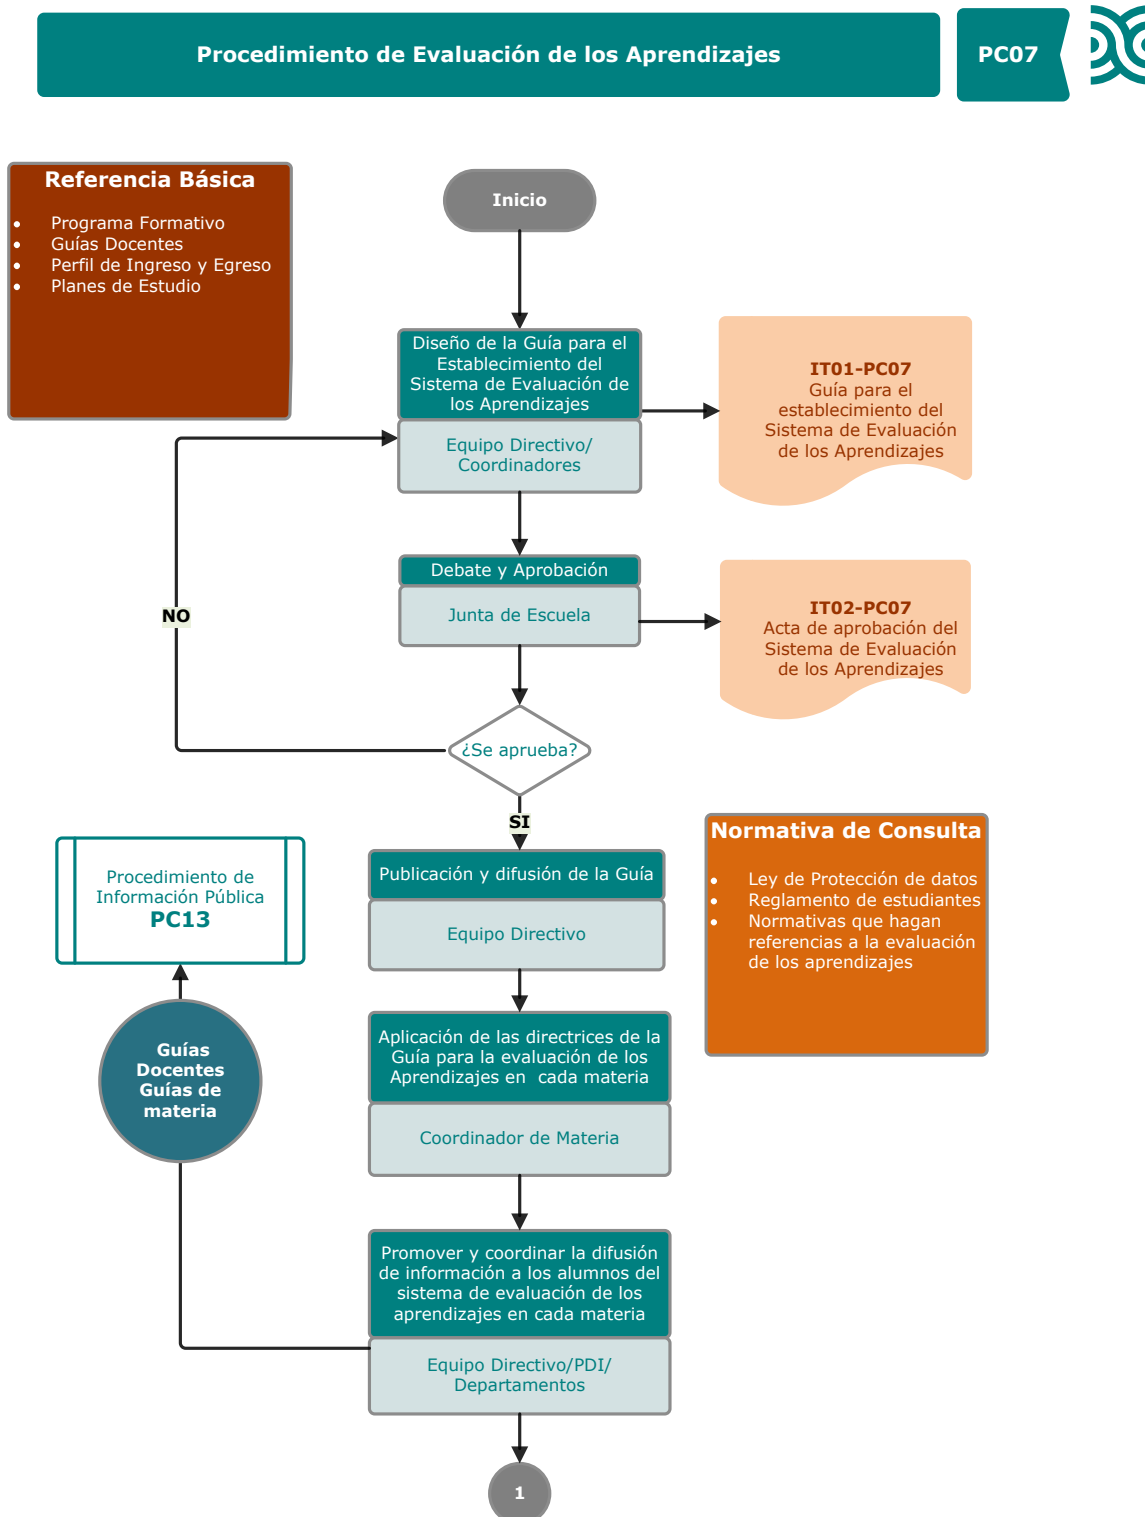 Procedimiento de Evaluación de los Aprendizajes
PC07
Referencia Básica
• Programa Formativo
• Guías Docentes
• Perfil de Ingreso y Egreso
• Planes de Estudio
Inicio
Diseño de la Guía para el
Establecimiento del
Sistema de Evaluación de
los Aprendizajes
Equipo Directivo/
Coordinadores
IT01-PC07
Guía para el
establecimiento del
Sistema de Evaluación
de los Aprendizajes
Debate y Aprobación
Junta de Escuela
IT02-PC07
Acta de aprobación del
Sistema de Evaluación
de los Aprendizajes
NO
¿Se aprueba?
SI
Normativa de Consulta
• Ley de Protección de datos
• Reglamento de estudiantes
• Normativas que hagan
referencias a la evaluación
de los aprendizajes
Publicación y difusión de la Guía
Equipo Directivo
Procedimiento de
Información Pública
PC13
Guías
Docentes
Guías de
materia
Aplicación de las directrices de la
Guía para la evaluación de los
Aprendizajes en cada materia
Coordinador de Materia
Promover y coordinar la difusión
de información a los alumnos del
sistema de evaluación de los
aprendizajes en cada materia
Equipo Directivo/PDI/
Departamentos
1